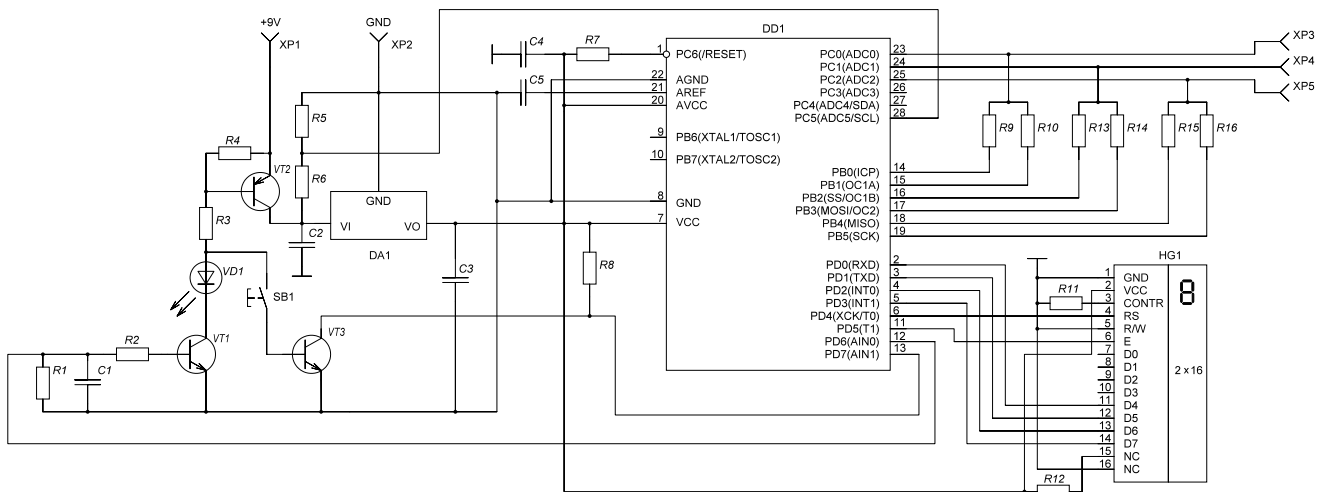 +9V
XP1
GND
XP2
C4
R7
DD1
1
PC6(/RESET)
22
AGND
21
AREF
20
AVCC
9
PB6(XTAL1/TOSC1)
10
PB7(XTAL2/TOSC2)
8
GND
7
VCC
C5
R5
R6
R4
VT2
R3
VD1
SB1
C2
GND
VI
VO
DA1
C3
R8
VT3
VT1
R2
R1
C1
PC0(ADC0)
23
PC1(ADC1)
24
PC2(ADC2)
25
PC3(ADC3)
26
PC4(ADC4/SDA)
27
PC5(ADC5/SCL)
28
PB0(ICP)
14
PB1(OC1A)
15
PB2(SS/OC1B)
16
PB3(MOSI/OC2)
17
PB4(MISO)
18
PB5(SCK)
19
PD0(RXD)
2
PD1(TXD)
3
PD2(INT0)
4
PD3(INT1)
5
PD4(XCK/T0)
6
PD5(T1)
11
PD6(AIN0)
12
PD7(AIN1)
13
XP3
XP4
XP5
R9
R10
R13
R14
R15
R16
HG1
1
GND
2
VCC
3
CONTR
4
RS
5
R/W
6
E
7
D0
8
D1
9
D2
10
D3
11
D4
12
D5
13
D6
14
D7
15
NC
16
NC
8
2 x 16
R11
R12